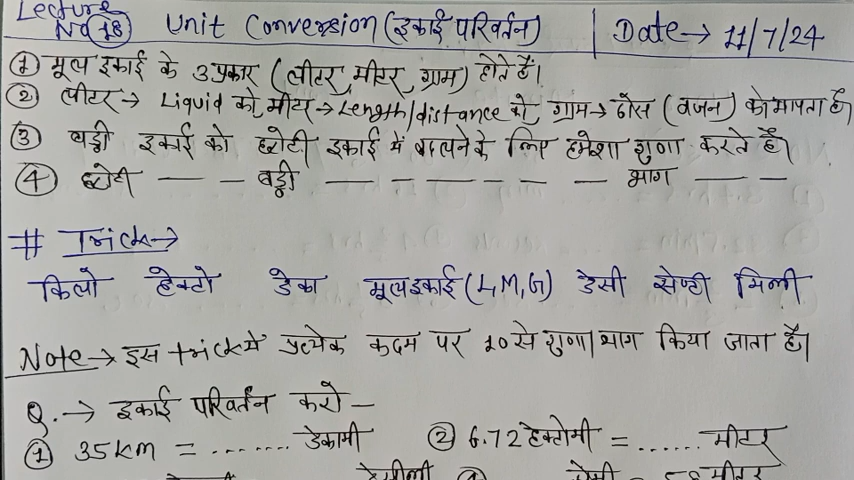 Lecture No 18 Unit Conversion (इकाई परिवर्तन) | Date→ 11/7/24
① मूल इकाई के 3 प्रकार (लीटर, मीटर, ग्राम) होते हैं।
② लीटर→ Liquid को, मीटर→ Length/distance को, ग्राम→ ठोस (वजन) को मापता है।
③ बड़ी इकाई को छोटी इकाई में बदलने के लिए हमेशा गुणा करते हैं।
④ छोटी — — बड़ी — — — — — — भाग — —
# Trick→
किलो हेक्टो डेका मूल इकाई (L, M, G) डेसी सेण्टी मिली
Note→ इस trick में प्रत्येक कदम पर 10 से गुणा/भाग किया जाता है।
Q.→ इकाई परिवर्तन करो—
① 35 km = ....... डेकामी ② 6.72 हेक्टोमी = ...... मीटर